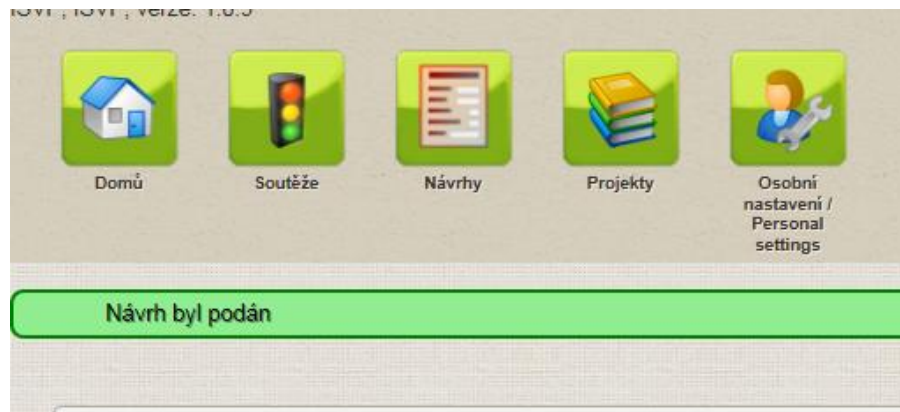 Domů
Soutěže
Návrhy
Projekty
Osobní
nastavení /
Personal
settings
Návrh byl podán